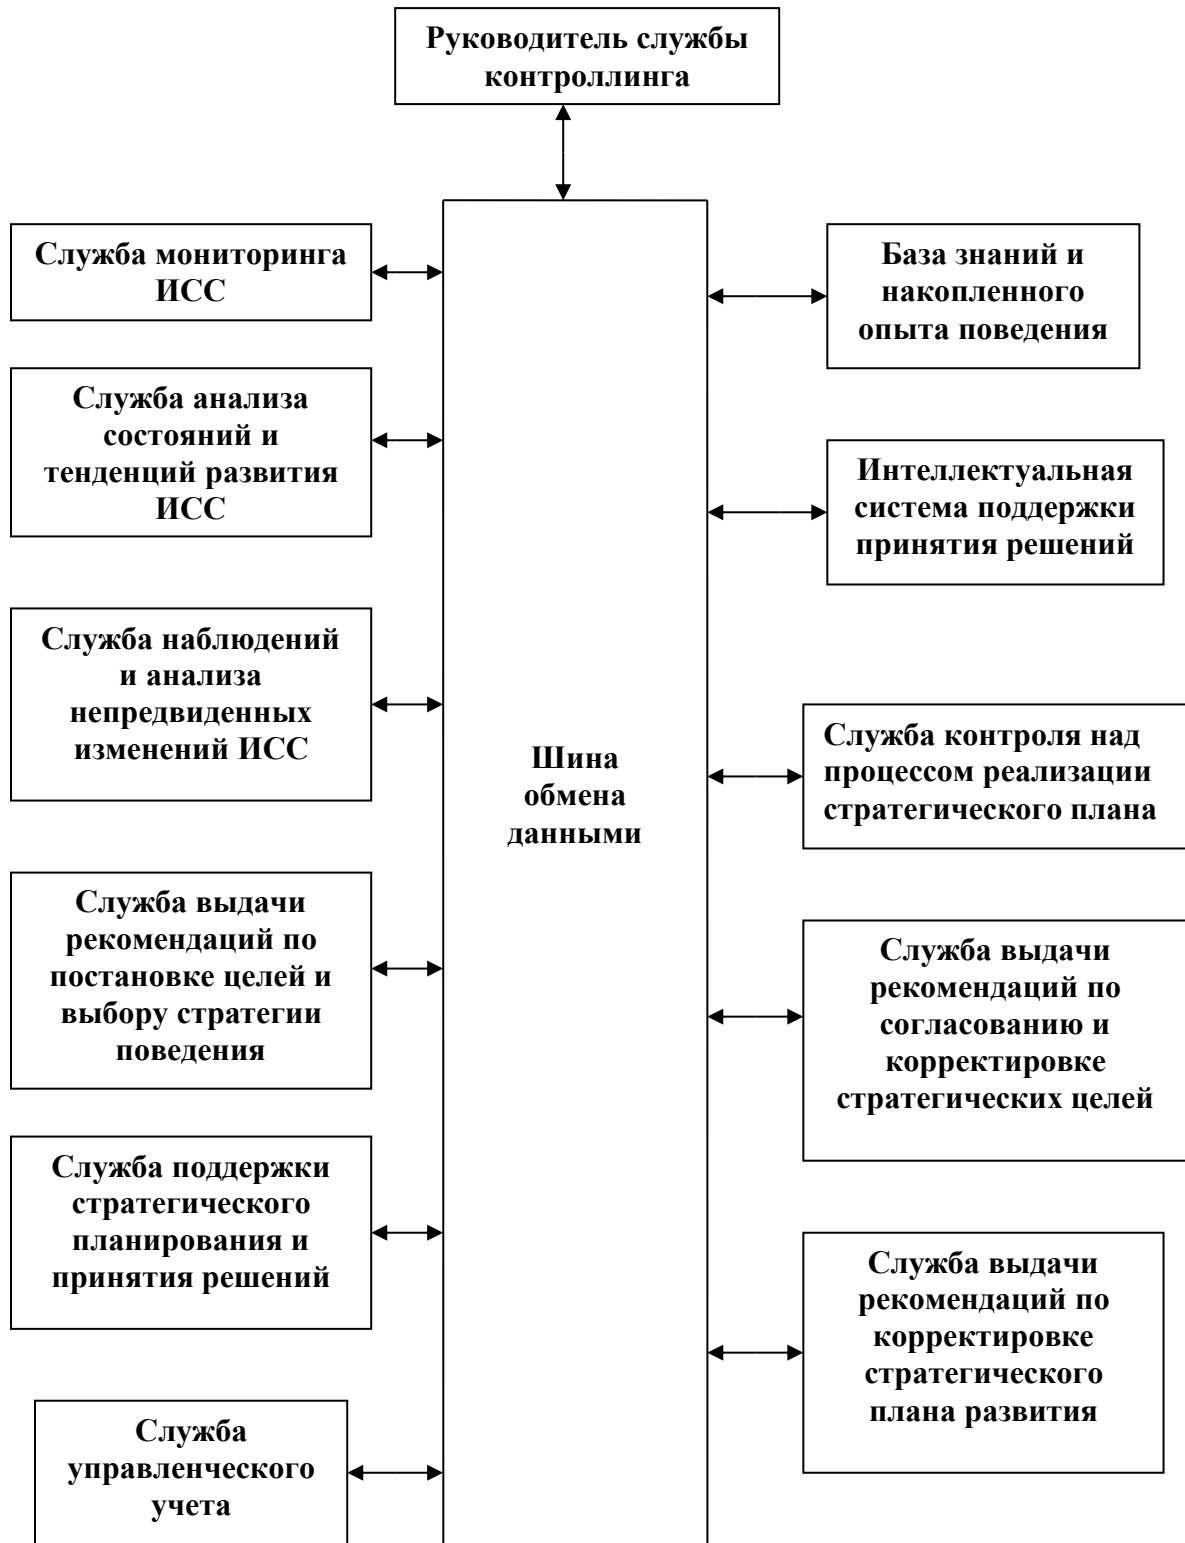 Руководитель службы
контроллинга
Служба мониторинга
ИСС
Служба анализа
состояний и
тенденций развития
ИСС
Служба наблюдений
и анализа
непредвиденных
изменений ИСС
Служба выдачи
рекомендаций по
постановке целей и
выбору стратегии
поведения
Служба поддержки
стратегического
планирования и
принятия решений
Служба
управленческого
учета
Шина
обмена
данными
База знаний и
накопленного
опыта поведения
Интеллектуальная
система поддержки
принятия решений
Служба контроля над
процессом реализации
стратегического плана
Служба выдачи
рекомендаций по
согласованию и
корректировке
стратегических целей
Служба выдачи
рекомендаций по
корректировке
стратегического
плана развития